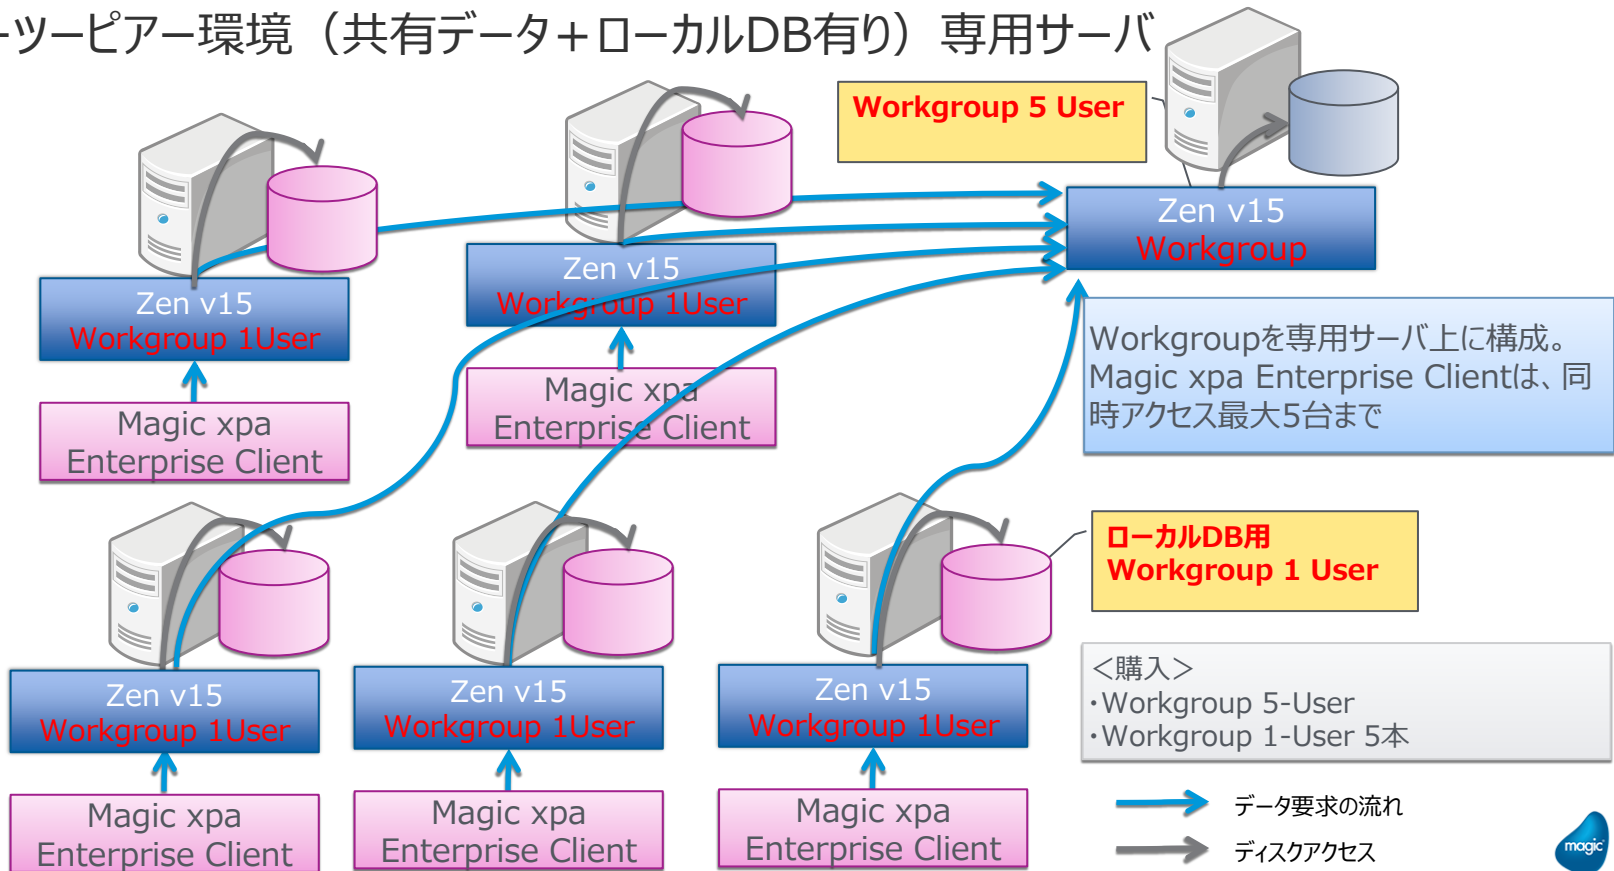 ーツーピアー環境（共有データ+ローカルDB有り）専用サーバ
Workgroup 5 User
Zen v15
Workgroup
Zen v15
Workgroup 1User
Zen v15
Workgroup 1User
Workgroupを専用サーバ上に構成。
Magic xpa Enterprise Clientは、同
時アクセス最大5台まで
Magic xpa
Enterprise Client
Magic xpa
Enterprise Client
ローカルDB用
Workgroup 1 User
Zen v15
Workgroup 1User
Zen v15
Workgroup 1User
Zen v15
Workgroup 1User
＜購入＞
・Workgroup 5-User
・Workgroup 1-User 5本
Magic xpa
Enterprise Client
Magic xpa
Enterprise Client
Magic xpa
Enterprise Client
データ要求の流れ
ディスクアクセス
magic